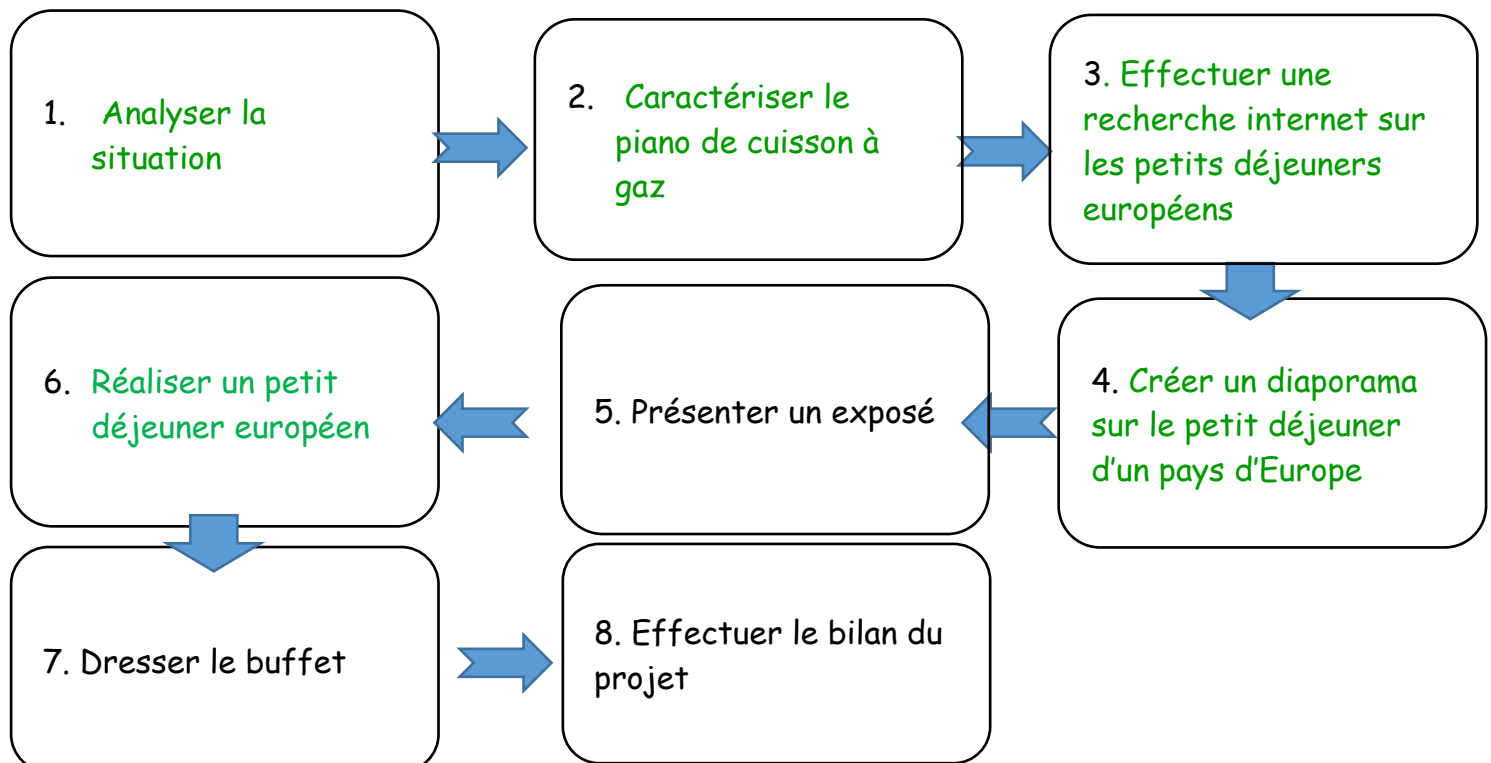 1. Analyser la
situation
2. Caractériser le
piano de cuisson à
gaz
3. Effectuer une
recherche internet sur
les petits déjeuners
européens
4. Créer un diaporama
sur le petit déjeuner
d'un pays d'Europe
5. Présenter un exposé
6. Réaliser un petit
déjeuner européen
7. Dresser le buffet
8. Effectuer le bilan du
projet